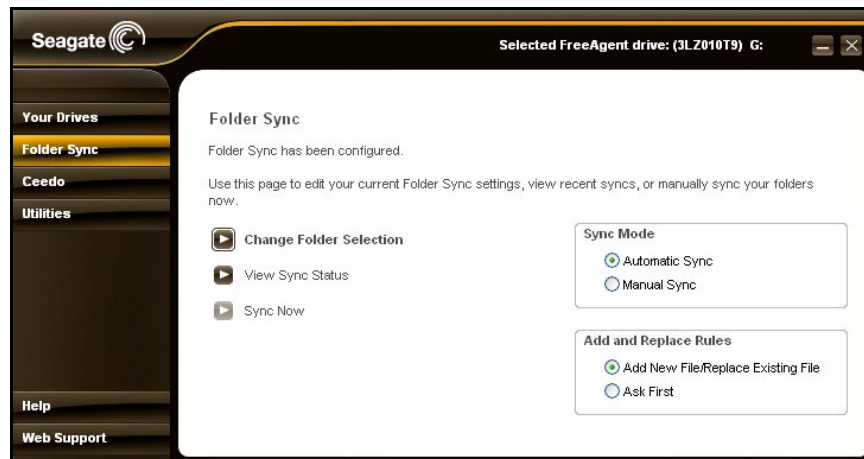 Seagate
Selected FreeAgent drive: (3LZ010T9) G:
Your Drives
Folder Sync
Ceedo
Utilities
Help
Web Support
Folder Sync
Folder Sync has been configured.
Use this page to edit your current Folder Sync settings, view recent syncs, or manually sync your folders
now.
Change Folder Selection
View Sync Status
Sync Now
Sync Mode
Automatic Sync
Manual Sync
Add and Replace Rules
Add New File/Replace Existing File
Ask First